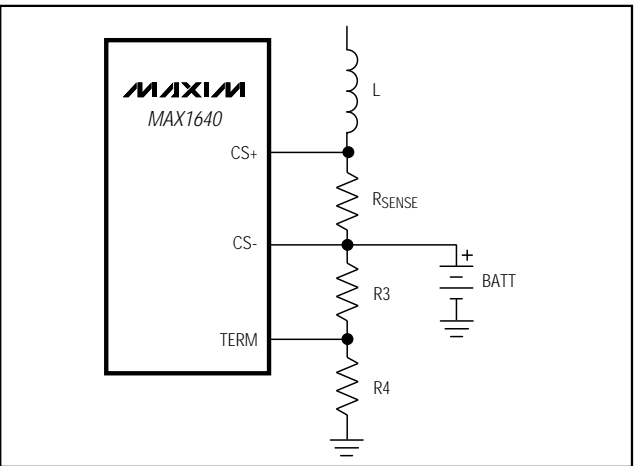 MAXIM
MAX1640
L
CS+
RSENSE
CS-
+
BATT
R3
TERM
R4